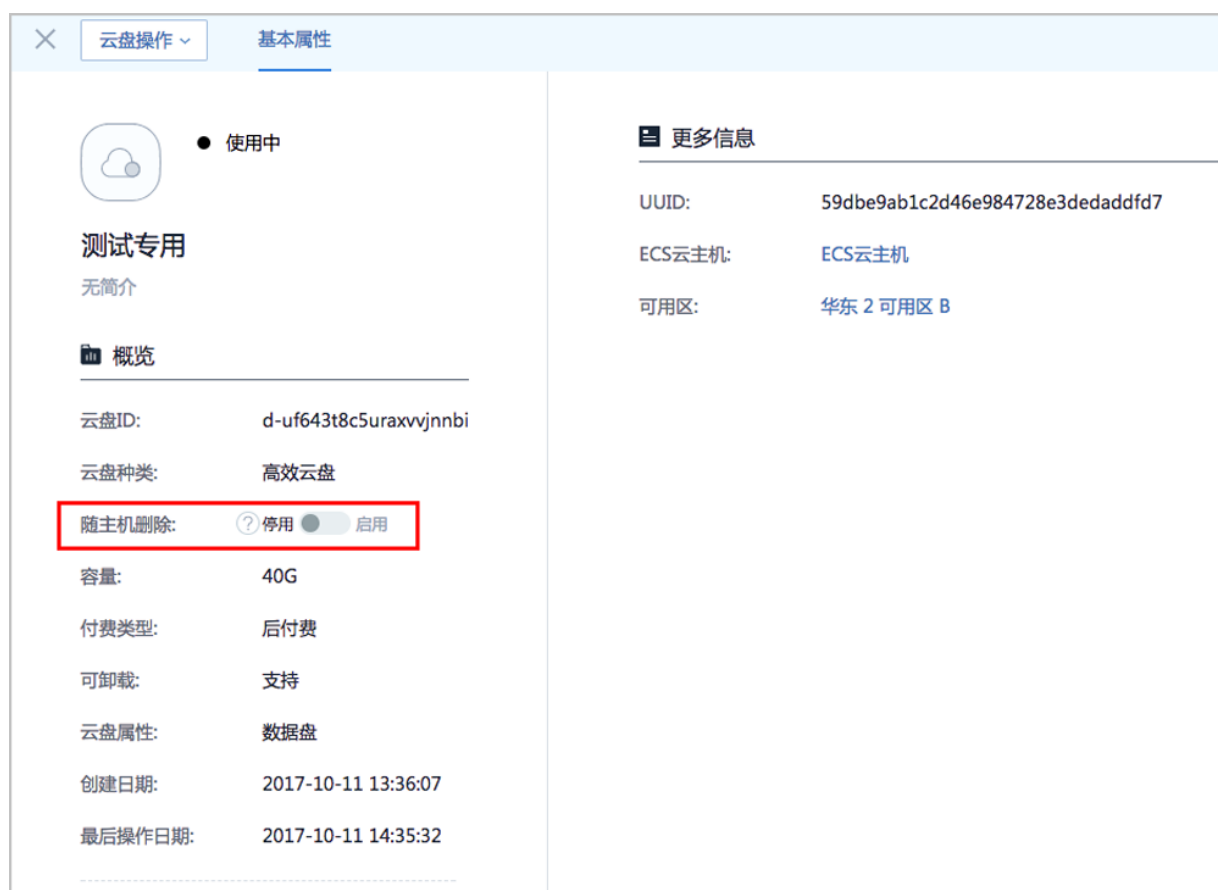 云盘操作
基本属性
使用中
测试专用
无简介
概览
云盘ID: d-uf643t8c5uraxvvjnnbi
云盘种类: 高效云盘
随主机删除: ? 停用 启用
容量: 40G
付费类型: 后付费
可卸载: 支持
云盘属性: 数据盘
创建日期: 2017-10-11 13:36:07
最后操作日期: 2017-10-11 14:35:32
更多信息
UUID: 59dbe9ab1c2d46e984728e3dedaddfd7
ECS云主机: ECS云主机
可用区: 华东 2 可用区 B